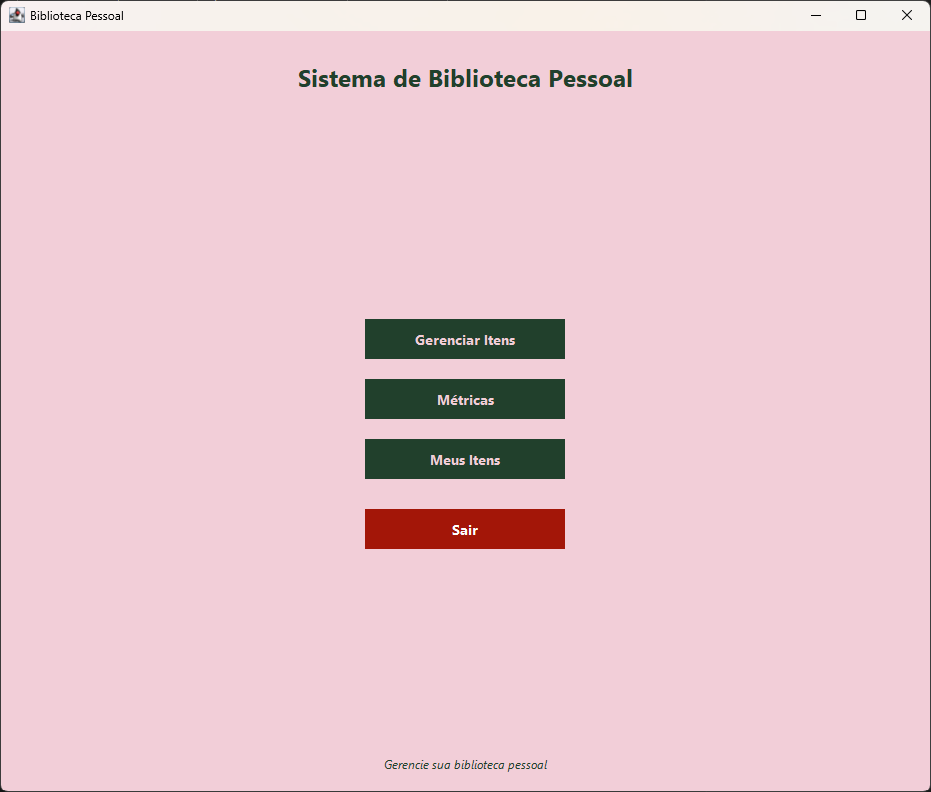 Biblioteca Pessoal
Sistema de Biblioteca Pessoal
Gerenciar Itens
Métricas
Meus Itens
Sair
Gerencie sua biblioteca pessoal